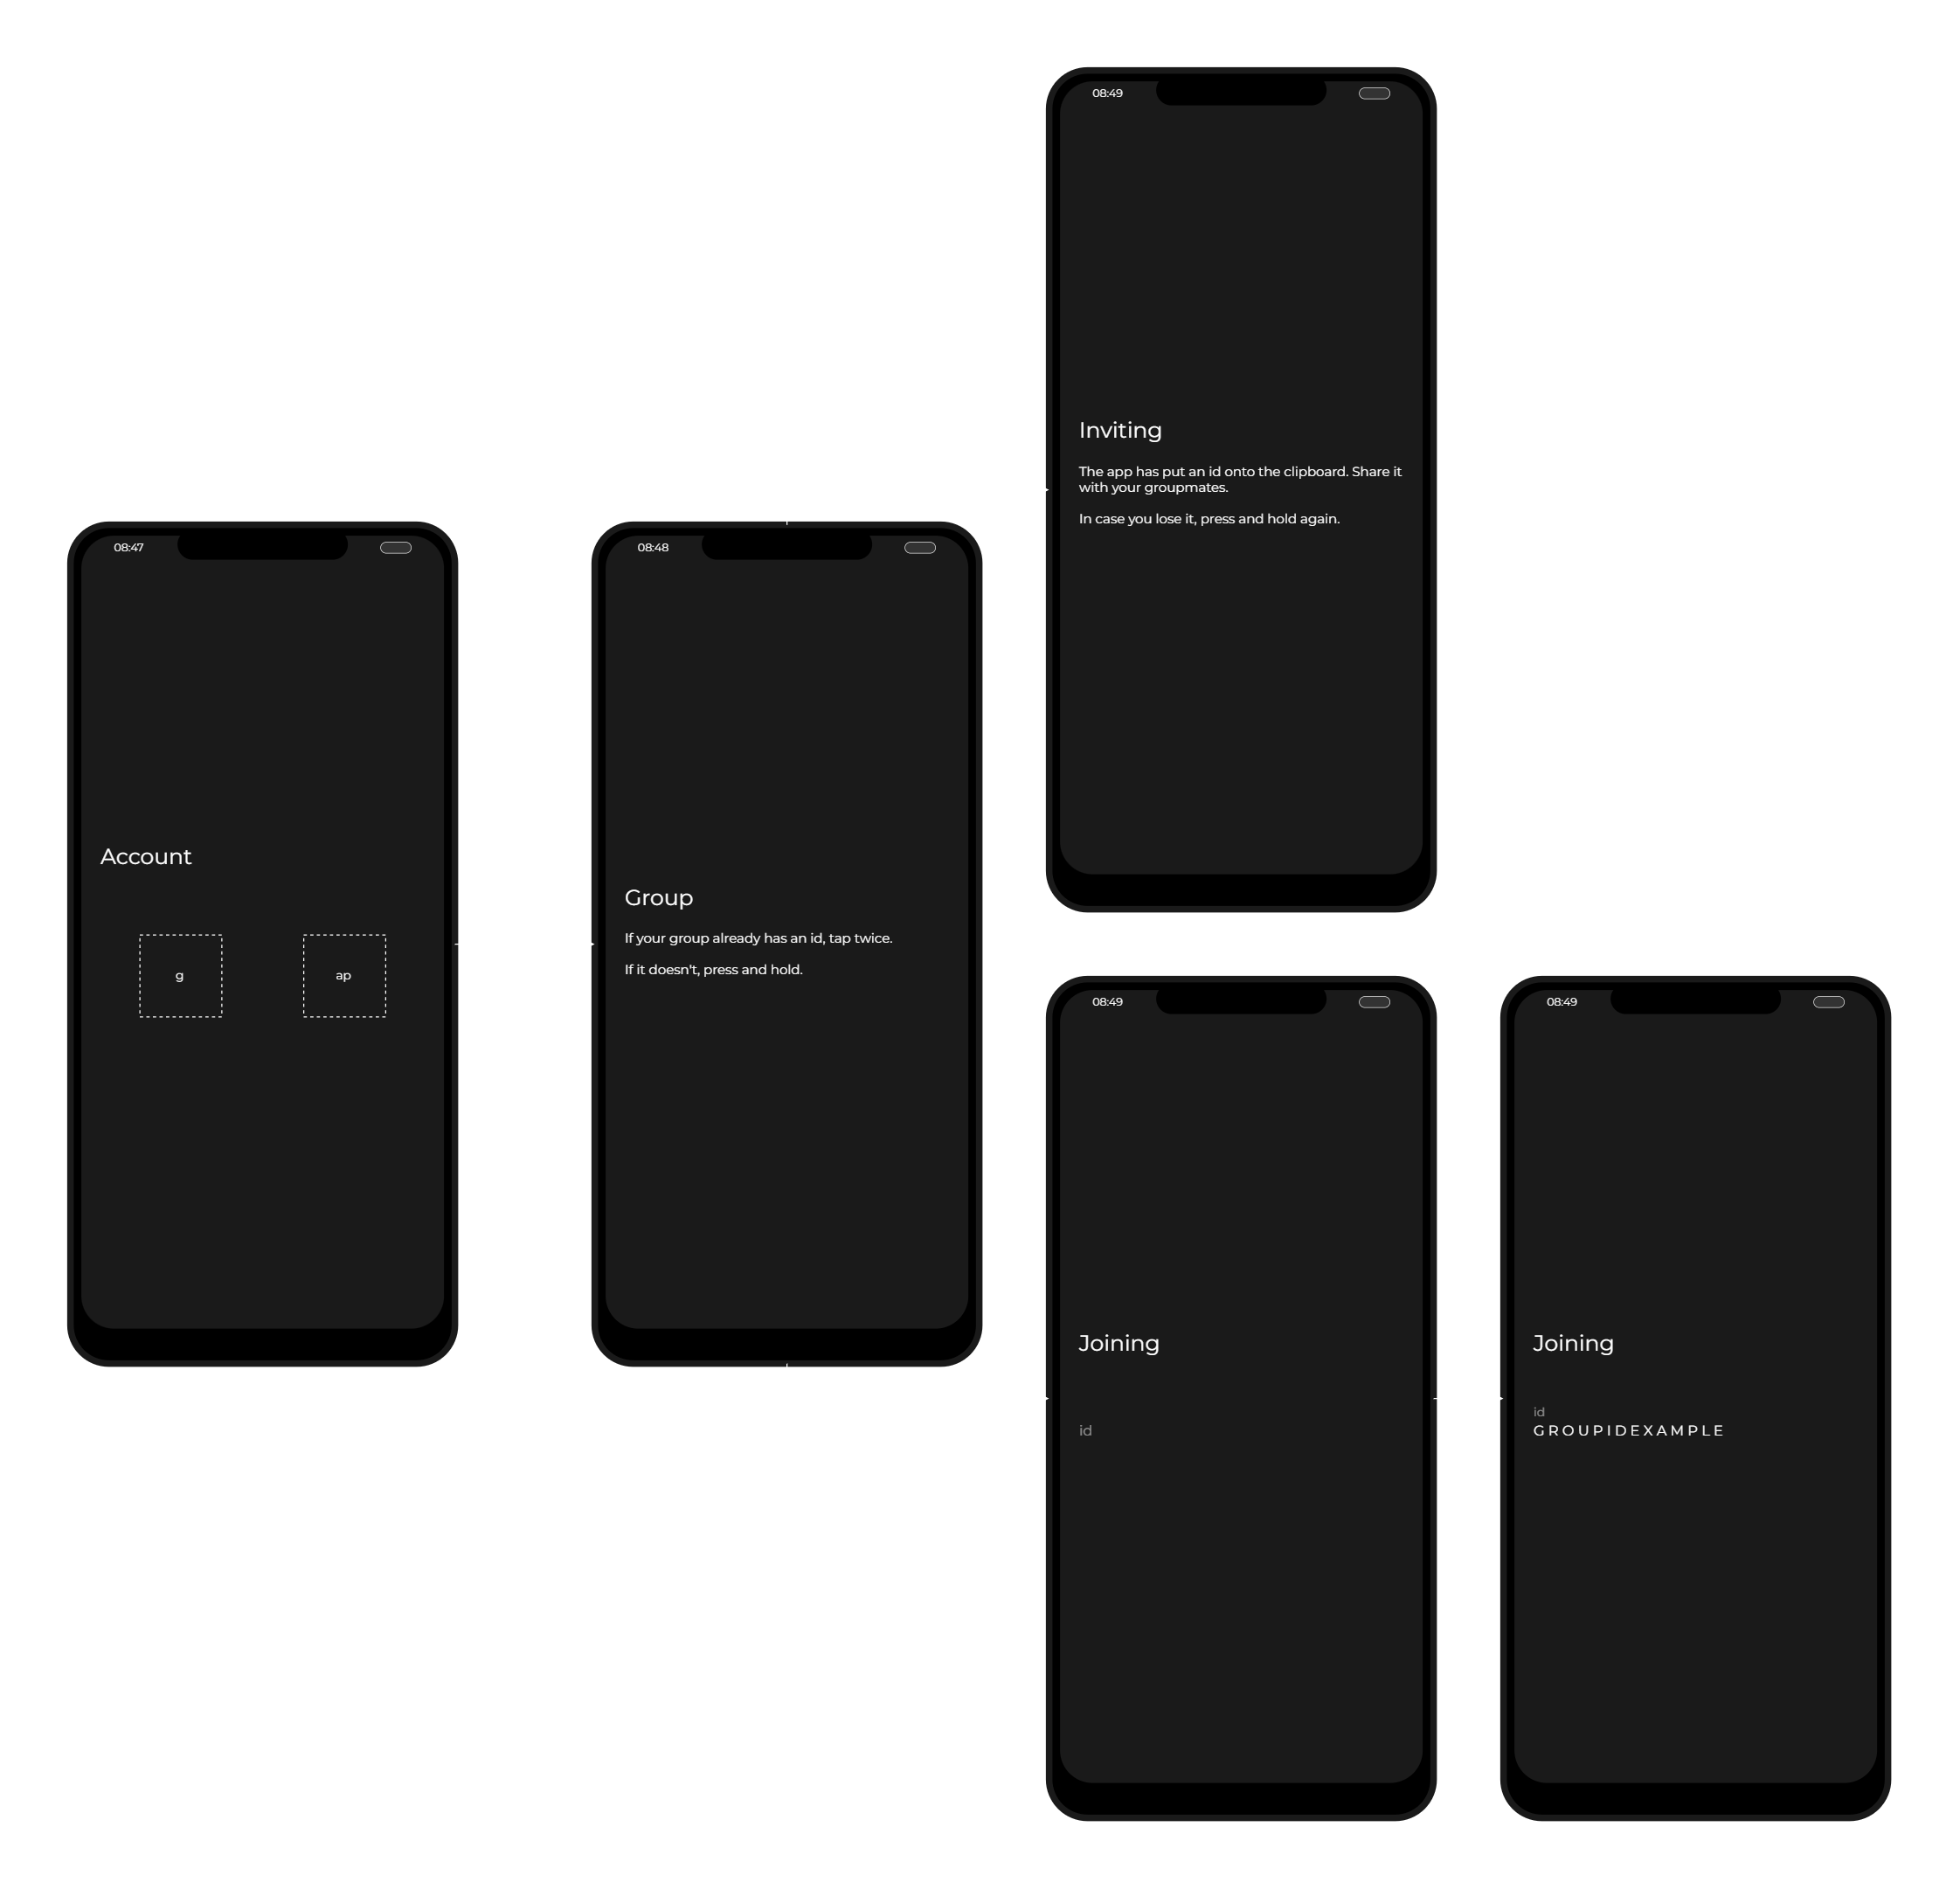 08:47
Account
g
ap
08:48
Group
If your group already has an id, tap twice.
If it doesn't, press and hold.
08:49
Inviting
The app has put an id onto the clipboard. Share it
with your groupmates.
In case you lose it, press and hold again.
08:49
Joining
id
08:49
Joining
id
GROUPIDEXAMPLE